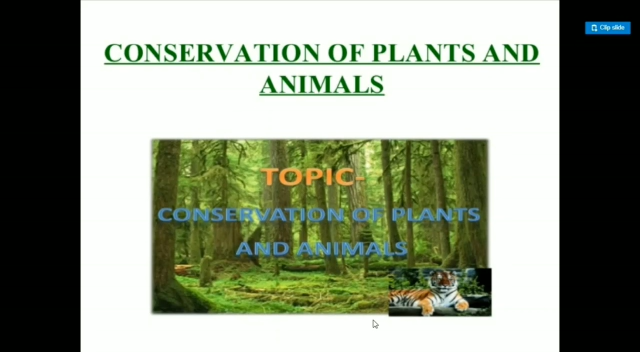 Clip slide
CONSERVATION OF PLANTS AND
ANIMALS
TOPIC-
CONSERVATION OF PLANTS
AND ANIMALS